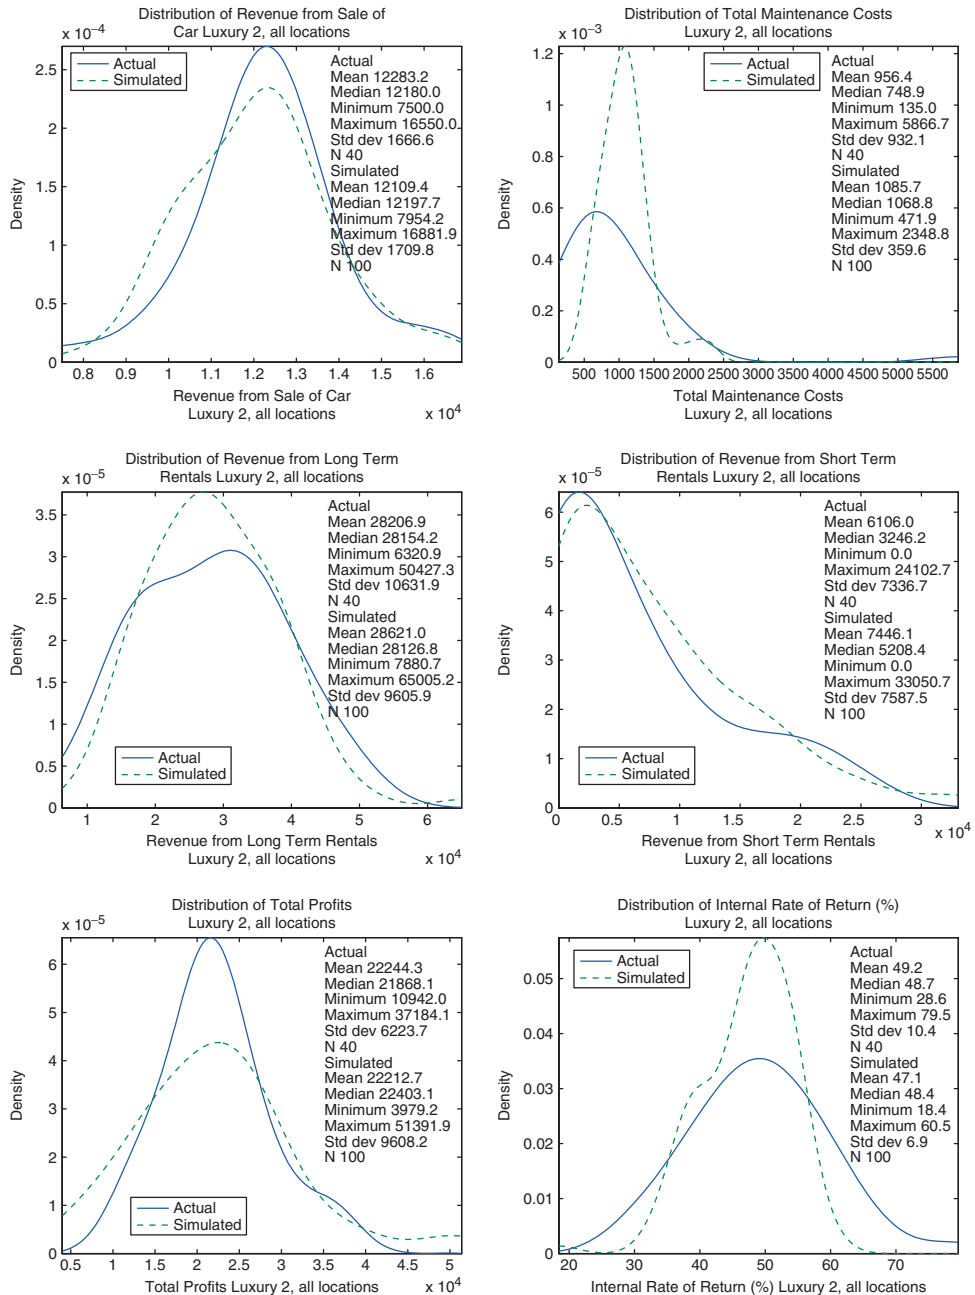 Distribution of Revenue from Sale of
Car Luxury 2, all locations
x 10⁻⁴
2.5
2
1.5
1
0.5
0
Density
Actual
Simulated
Actual
Mean 12283.2
Median 12180.0
Minimum 7500.0
Maximum 16550.0
Std dev 1666.6
N 40
Simulated
Mean 12109.4
Median 12197.7
Minimum 7954.2
Maximum 16881.9
Std dev 1709.8
N 100
0.8 0.9 1.0 1.1 1.2 1.3 1.4 1.5 1.6
Revenue from Sale of Car
Luxury 2, all locations
x 10⁴
Distribution of Total Maintenance Costs
Luxury 2, all locations
x 10⁻³
1.2
1
0.8
0.6
0.4
0.2
0
Density
Actual
Simulated
Actual
Mean 956.4
Median 748.9
Minimum 135.0
Maximum 5866.7
Std dev 932.1
N 40
Simulated
Mean 1085.7
Median 1068.8
Minimum 471.9
Maximum 2348.8
Std dev 359.6
N 100
500 1000 1500 2000 2500 3000 3500 4000 4500 5000 5500
Total Maintenance Costs
Luxury 2, all locations
Distribution of Revenue from Long Term
Rentals Luxury 2, all locations
x 10⁻⁵
3.5
3
2.5
2
1.5
1
0.5
0
Density
Actual
Mean 28206.9
Median 28154.2
Minimum 6320.9
Maximum 50427.3
Std dev 10631.9
N 40
Simulated
Mean 28621.0
Median 28126.8
Minimum 7880.7
Maximum 65005.2
Std dev 9605.9
N 100
Actual
Simulated
1 2 3 4 5 6
Revenue from Long Term Rentals
Luxury 2, all locations
x 10⁴
Distribution of Revenue from Short Term
Rentals Luxury 2, all locations
x 10⁻⁵
6
5
4
3
2
1
0
Density
Actual
Mean 6106.0
Median 3246.2
Minimum 0.0
Maximum 24102.7
Std dev 7336.7
N 40
Simulated
Mean 7446.1
Median 5208.4
Minimum 0.0
Maximum 33050.7
Std dev 7587.5
N 100
Actual
Simulated
0 0.5 1 1.5 2 2.5 3
Revenue from Short Term Rentals
Luxury 2, all locations
x 10⁴
Distribution of Total Profits
Luxury 2, all locations
x 10⁻⁵
6
5
4
3
2
1
0
Density
Actual
Mean 22244.3
Median 21868.1
Minimum 10942.0
Maximum 37184.1
Std dev 6223.7
N 40
Simulated
Mean 22212.7
Median 22403.1
Minimum 3979.2
Maximum 51391.9
Std dev 9608.2
N 100
Actual
Simulated
0.5 1 1.5 2 2.5 3 3.5 4 4.5 5
Total Profits Luxury 2, all locations
x 10⁴
Distribution of Internal Rate of Return (%)
Luxury 2, all locations
0.05
0.04
0.03
0.02
0.01
0
Density
Actual
Simulated
Actual
Mean 49.2
Median 48.7
Minimum 28.6
Maximum 79.5
Std dev 10.4
N 40
Simulated
Mean 47.1
Median 48.4
Minimum 18.4
Maximum 60.5
Std dev 6.9
N 100
20 30 40 50 60 70
Internal Rate of Return (%) Luxury 2, all locations